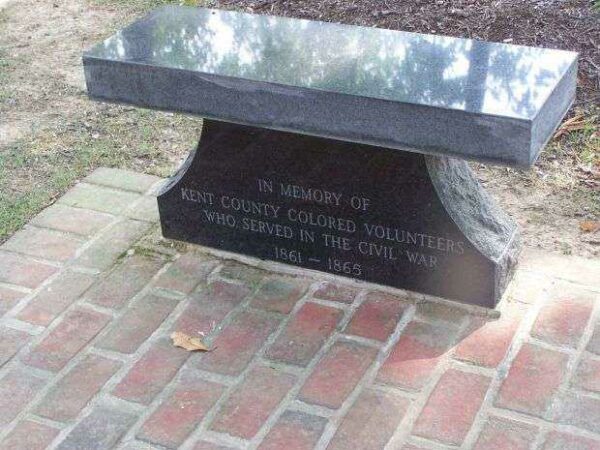 IN MEMORY OF
KENT COUNTY COLORED VOLUNTEERS
WHO SERVED IN THE CIVIL WAR
1861 – 1865